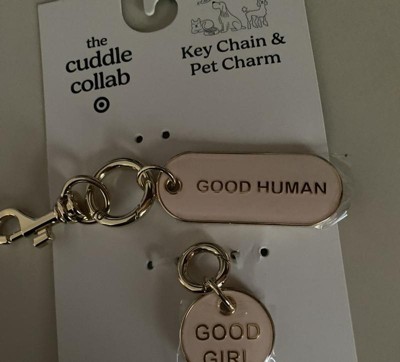 the
cuddle
collab
Key Chain &
Pet Charm
GOOD HUMAN
GOOD
GIRL